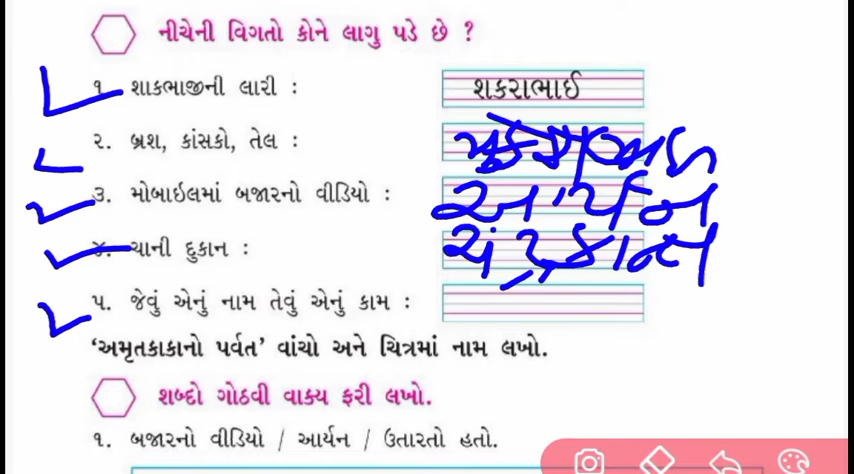 નીચેની વિગતો કોને લાગુ પડે છે ?
૧. શાકભાજીની લારી : શકરાભાઈ
૨. બ્રશ, કાંસકો, તેલ :
૩. મોબાઇલમાં બજારનો વીડિયો : આર્યન
૪. ચાની દુકાન : ચંદ્રકાન્ત
૫. જેવું એનું નામ તેવું એનું કામ :
‘અમૃતકાકાનો પર્વત’ વાંચો અને ચિત્રમાં નામ લખો.
શબ્દો ગોઠવી વાક્ય ફરી લખો.
૧. બજારનો વીડિયો / આર્યન / ઉતારતો હતો.